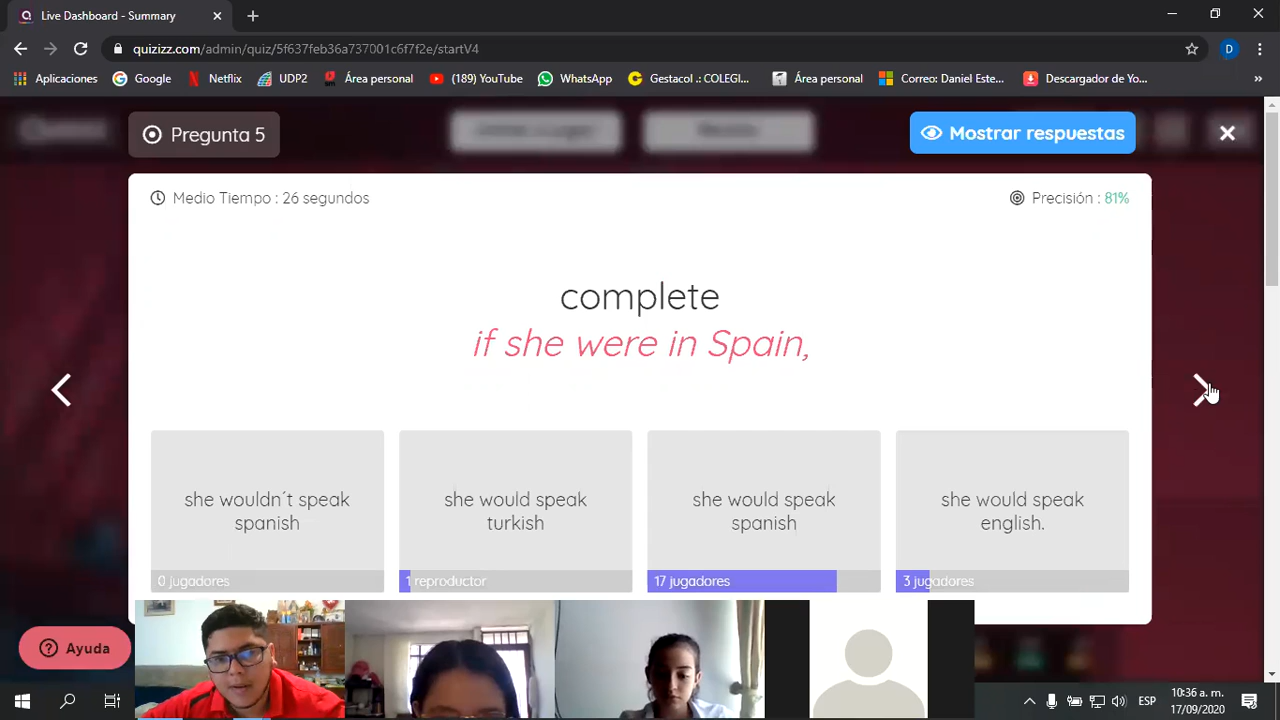 Live Dashboard - Summary
quizizz.com/admin/quiz/5f637feb36a737001c6f7f2e/startV4
D
Aplicaciones
Google
Netflix
UDP2
Área personal
(189) YouTube
WhatsApp
Gestacol .: COLEGI...
Área personal
Correo: Daniel Este...
Descargador de Yo...
»
Pregunta 5
Mostrar respuestas
Medio Tiempo : 26 segundos
Precisión : 81%
complete
if she were in Spain,
she wouldn´t speak
spanish
0 jugadores
she would speak
turkish
1 reproductor
she would speak
spanish
17 jugadores
she would speak
english.
3 jugadores
Ayuda
ESP
10:36 a. m.
17/09/2020